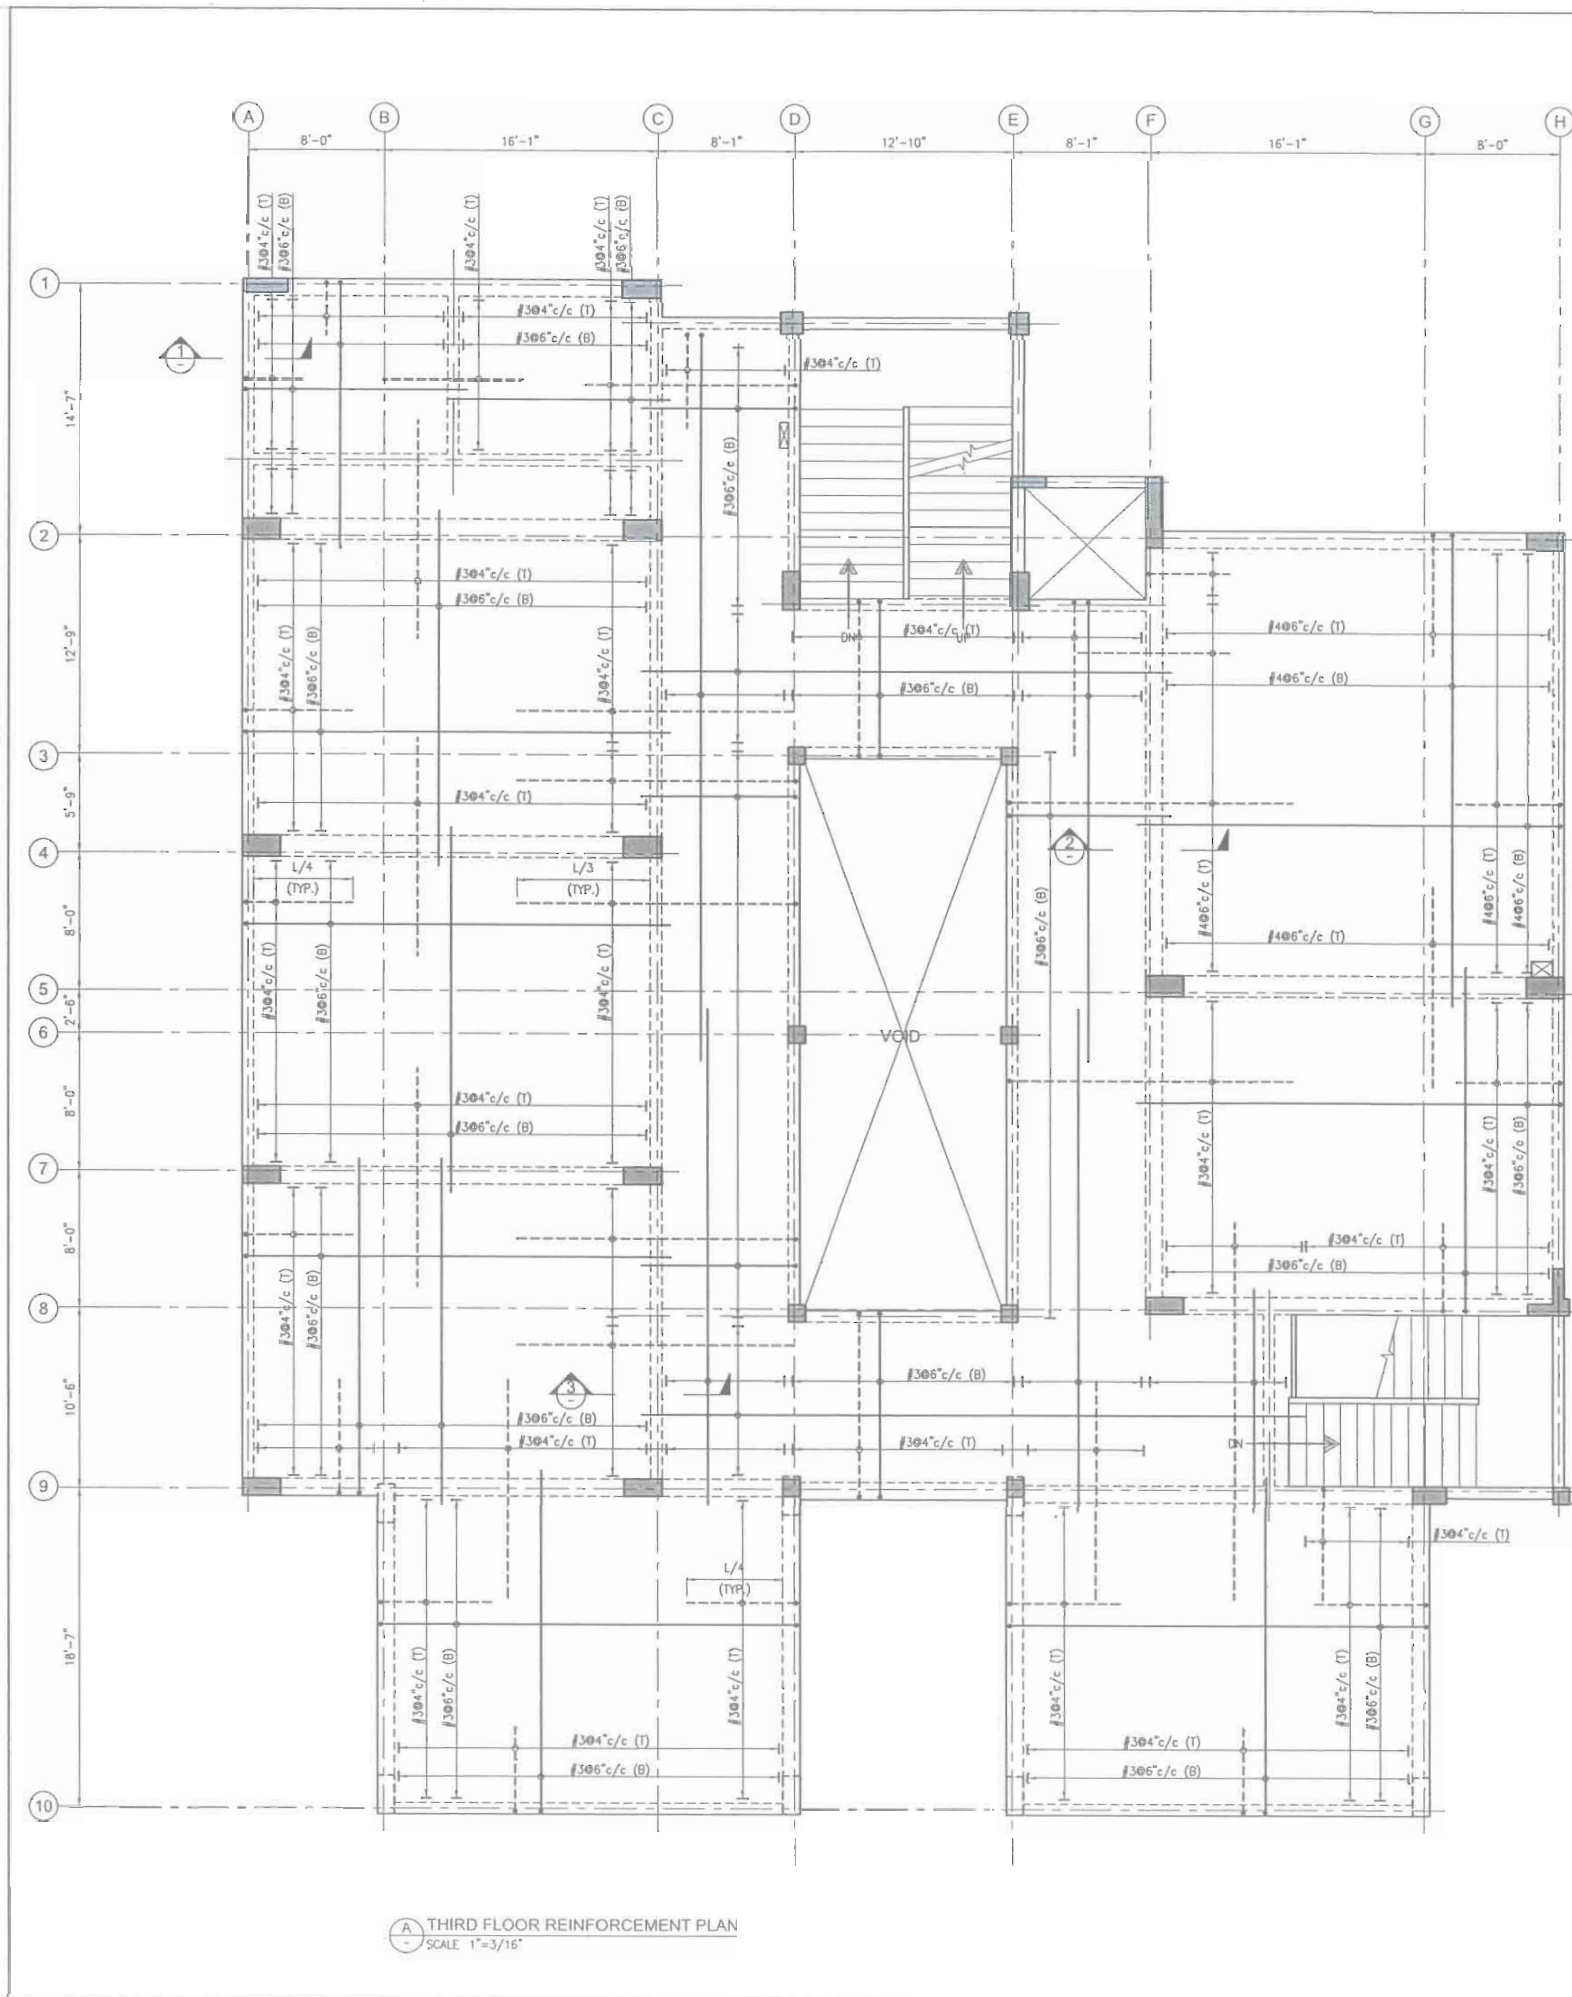 A B C D E F G H
8'-0" 16'-1" 8'-1" 12'-10" 8'-1" 16'-1" 8'-0"
#3@4"c/c (T)
#3@6"c/c (B)
#3@4"c/c (T)
#3@4"c/c (T)
#3@6"c/c (B)
1
#3@4"c/c (T)
#3@6"c/c (B)
1
-
#3@4"c/c (T)
14'-7"
#3@6"c/c (B)
2
#3@4"c/c (T)
#3@6"c/c (B)
DN
#3@4"c/c (T)
UP
#4@6"c/c (T)
12'-9"
#3@4"c/c (T)
#3@6"c/c (B)
#3@4"c/c (T)
#3@6"c/c (B)
#4@6"c/c (B)
3
#3@4"c/c (T)
5'-9"
2
-
4
L/4
(TYP.)
L/3
(TYP.)
8'-0"
#3@4"c/c (T)
#3@6"c/c (B)
#3@4"c/c (T)
#3@6"c/c (B)
#4@6"c/c (T)
#4@6"c/c (T)
#4@6"c/c (T)
#4@6"c/c (B)
5
2'-6"
6
VOID
8'-0"
#3@4"c/c (T)
#3@6"c/c (B)
#3@4"c/c (T)
#3@4"c/c (T)
#3@6"c/c (B)
7
8'-0"
#3@4"c/c (T)
#3@6"c/c (B)
#3@4"c/c (T)
#3@6"c/c (B)
8
10'-6"
3
-
#3@6"c/c (B)
#3@6"c/c (B)
#3@4"c/c (T)
#3@4"c/c (T)
DN
9
#3@4"c/c (T)
L/4
(TYP.)
18'-7"
#3@4"c/c (T)
#3@6"c/c (B)
#3@4"c/c (T)
#3@4"c/c (T)
#3@4"c/c (T)
#3@6"c/c (B)
#3@4"c/c (T)
#3@6"c/c (B)
#3@4"c/c (T)
#3@6"c/c (B)
10
A
-
THIRD FLOOR REINFORCEMENT PLAN
SCALE 1"=3/16"